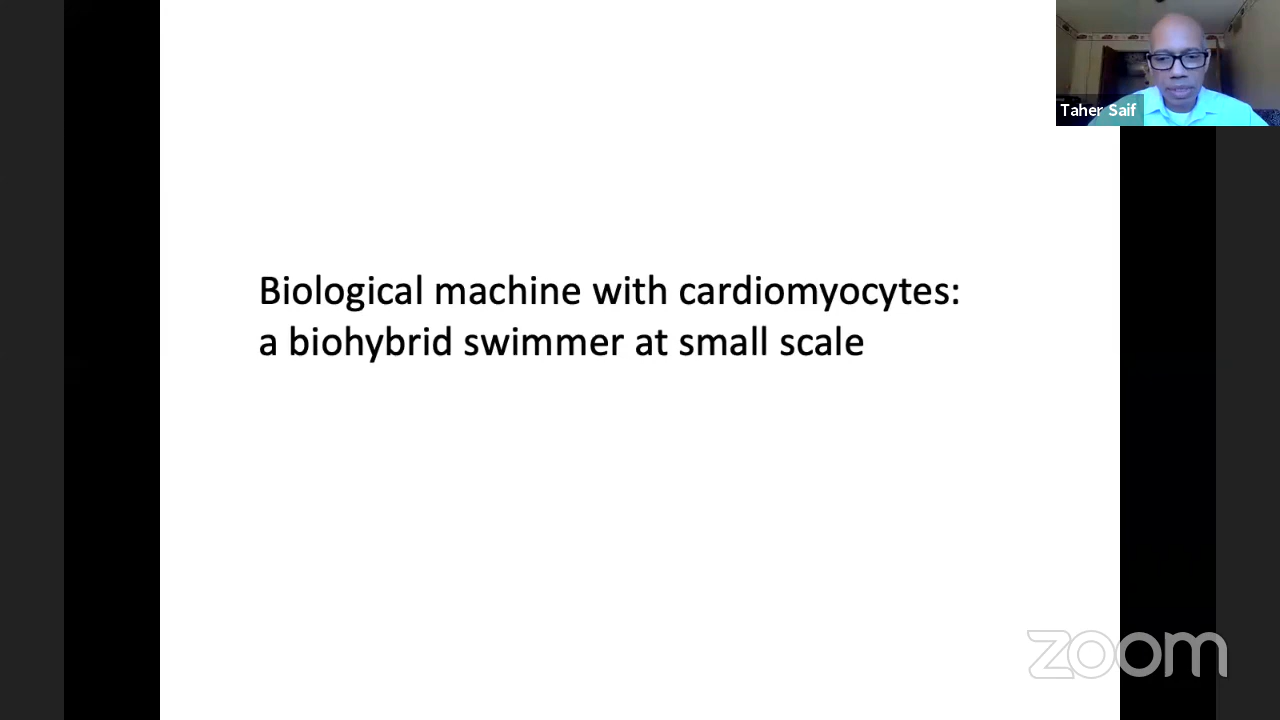 Taher Saif
Biological machine with cardiomyocytes:
a biohybrid swimmer at small scale
zoom